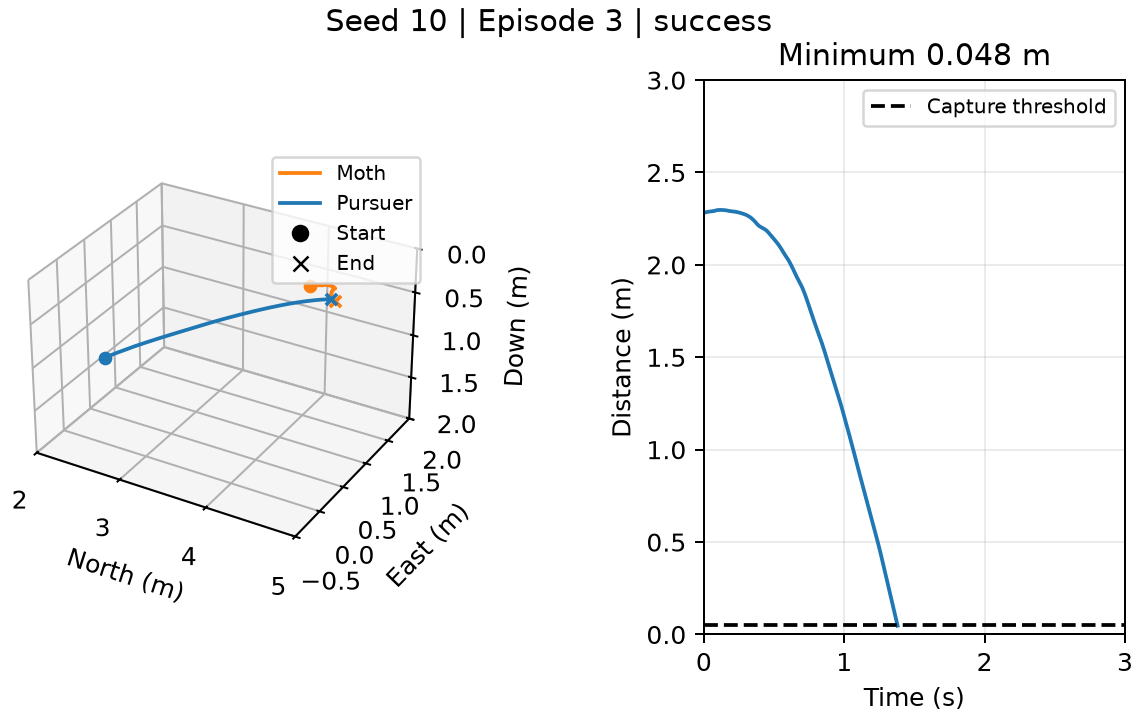 Seed 10 | Episode 3 | success
Moth
Pursuer
Start
End
0.0
0.5
1.0
1.5
2.0
Down (m)
2.0
1.5
1.0
0.5
0.0
−0.5
East (m)
2
3
4
5
North (m)
Minimum 0.048 m
Capture threshold
3.0
2.5
2.0
1.5
1.0
0.5
0.0
Distance (m)
0
1
2
3
Time (s)